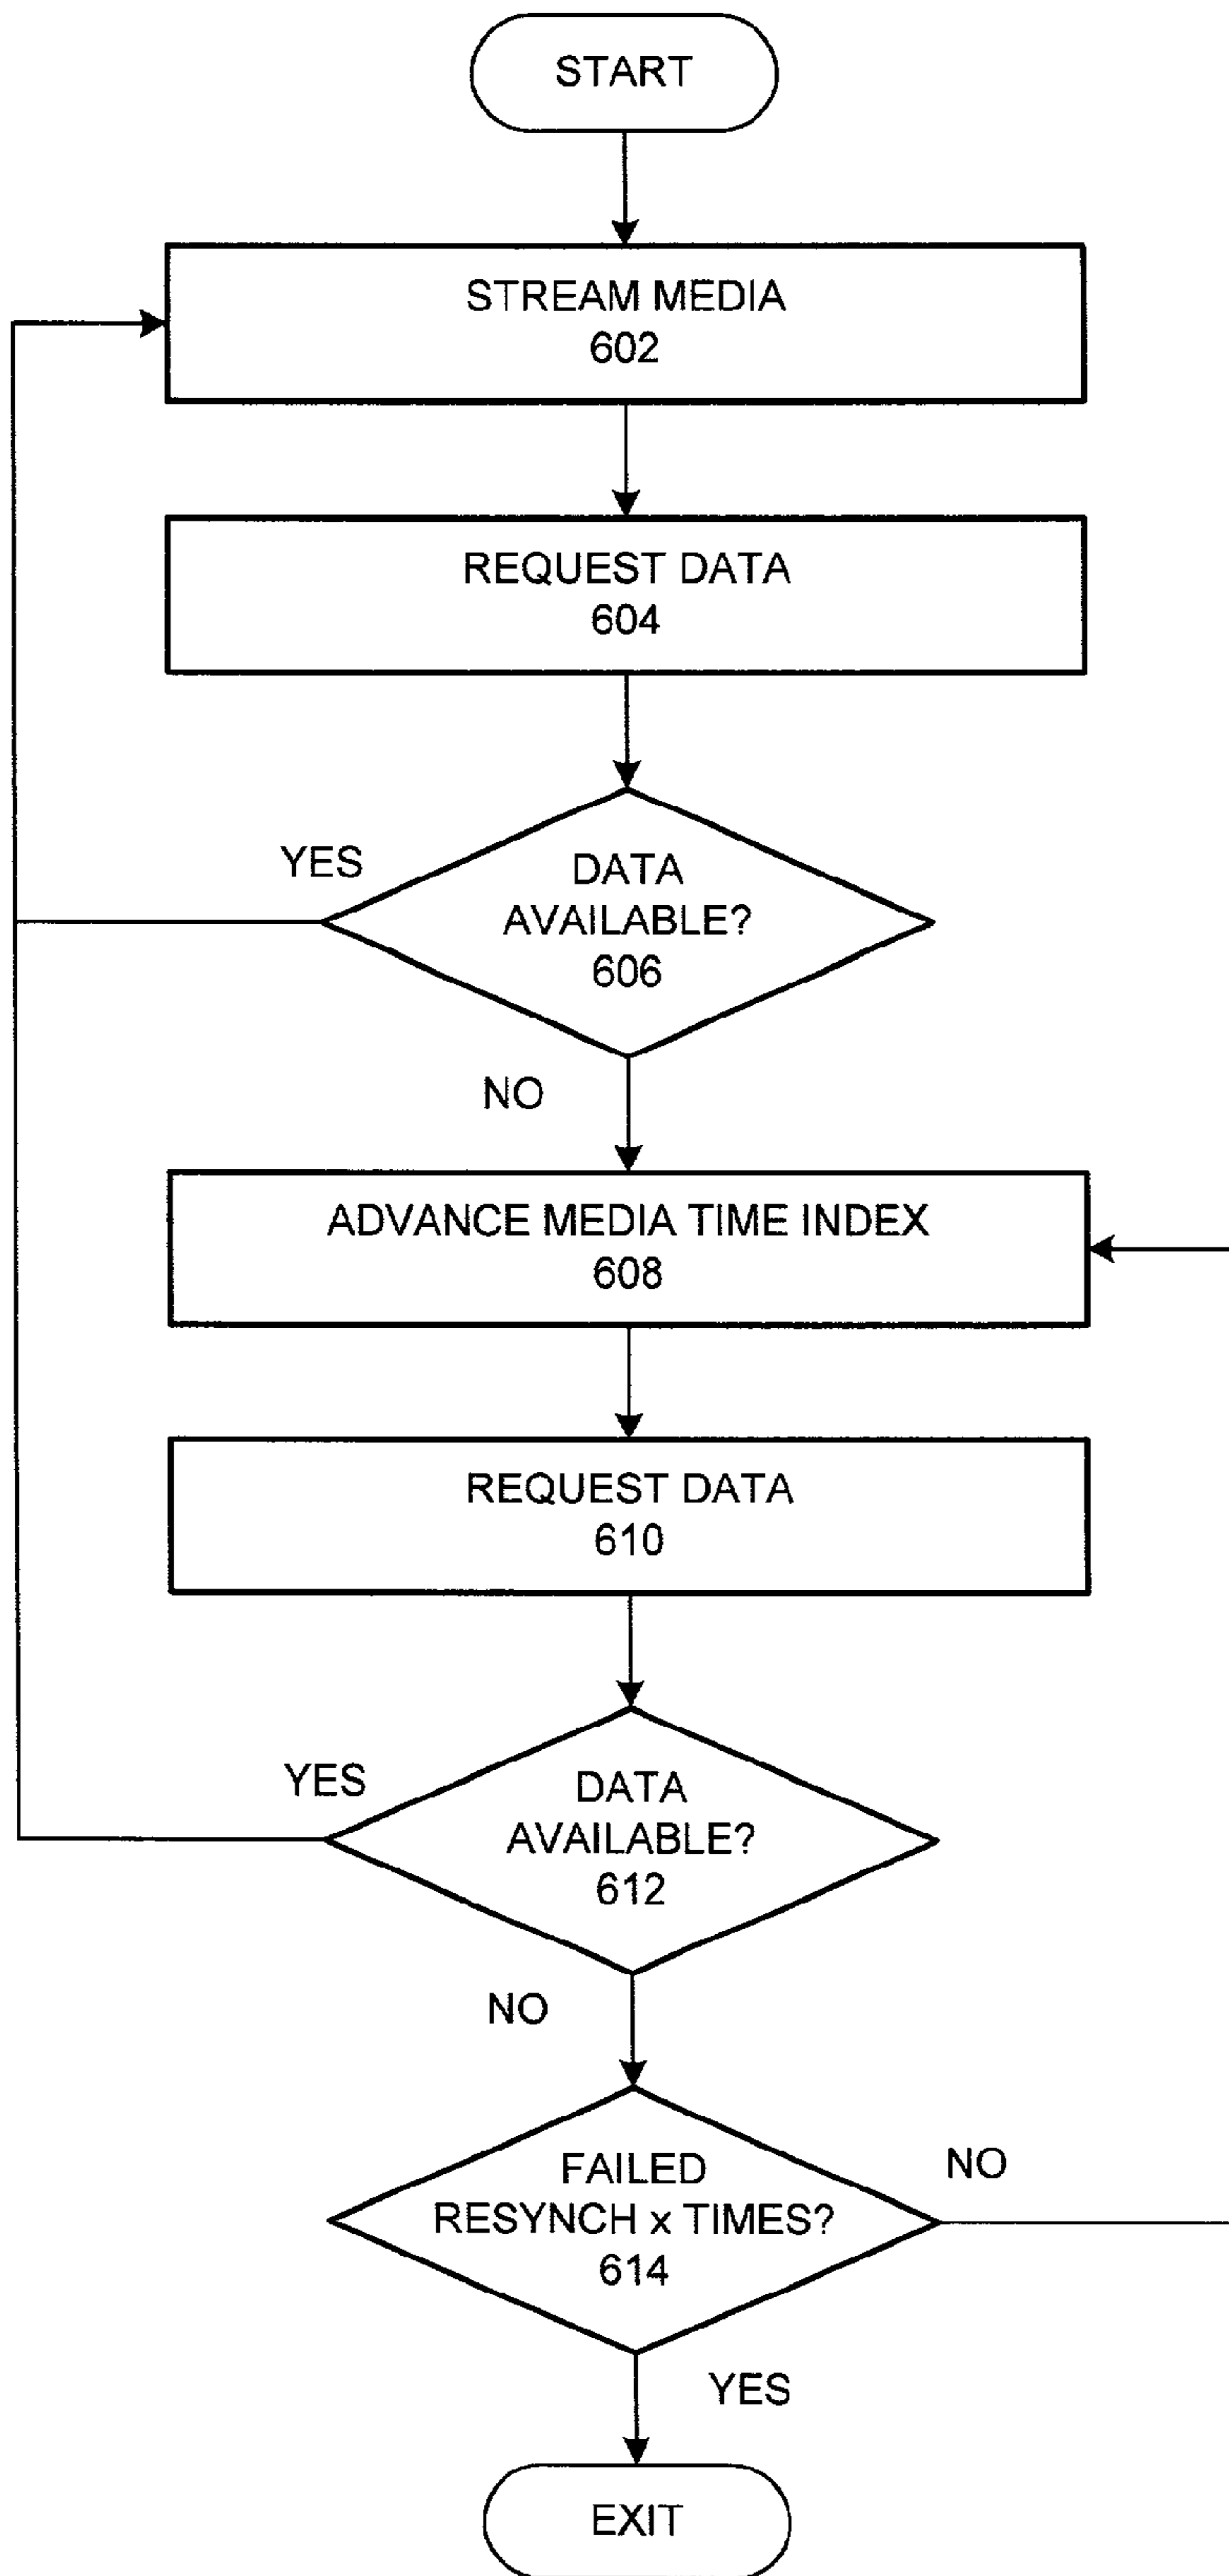 START
STREAM MEDIA
602
REQUEST DATA
604
YES
DATA
AVAILABLE?
606
NO
ADVANCE MEDIA TIME INDEX
608
REQUEST DATA
610
YES
DATA
AVAILABLE?
612
NO
FAILED
RESYNCH x TIMES?
614
NO
YES
EXIT